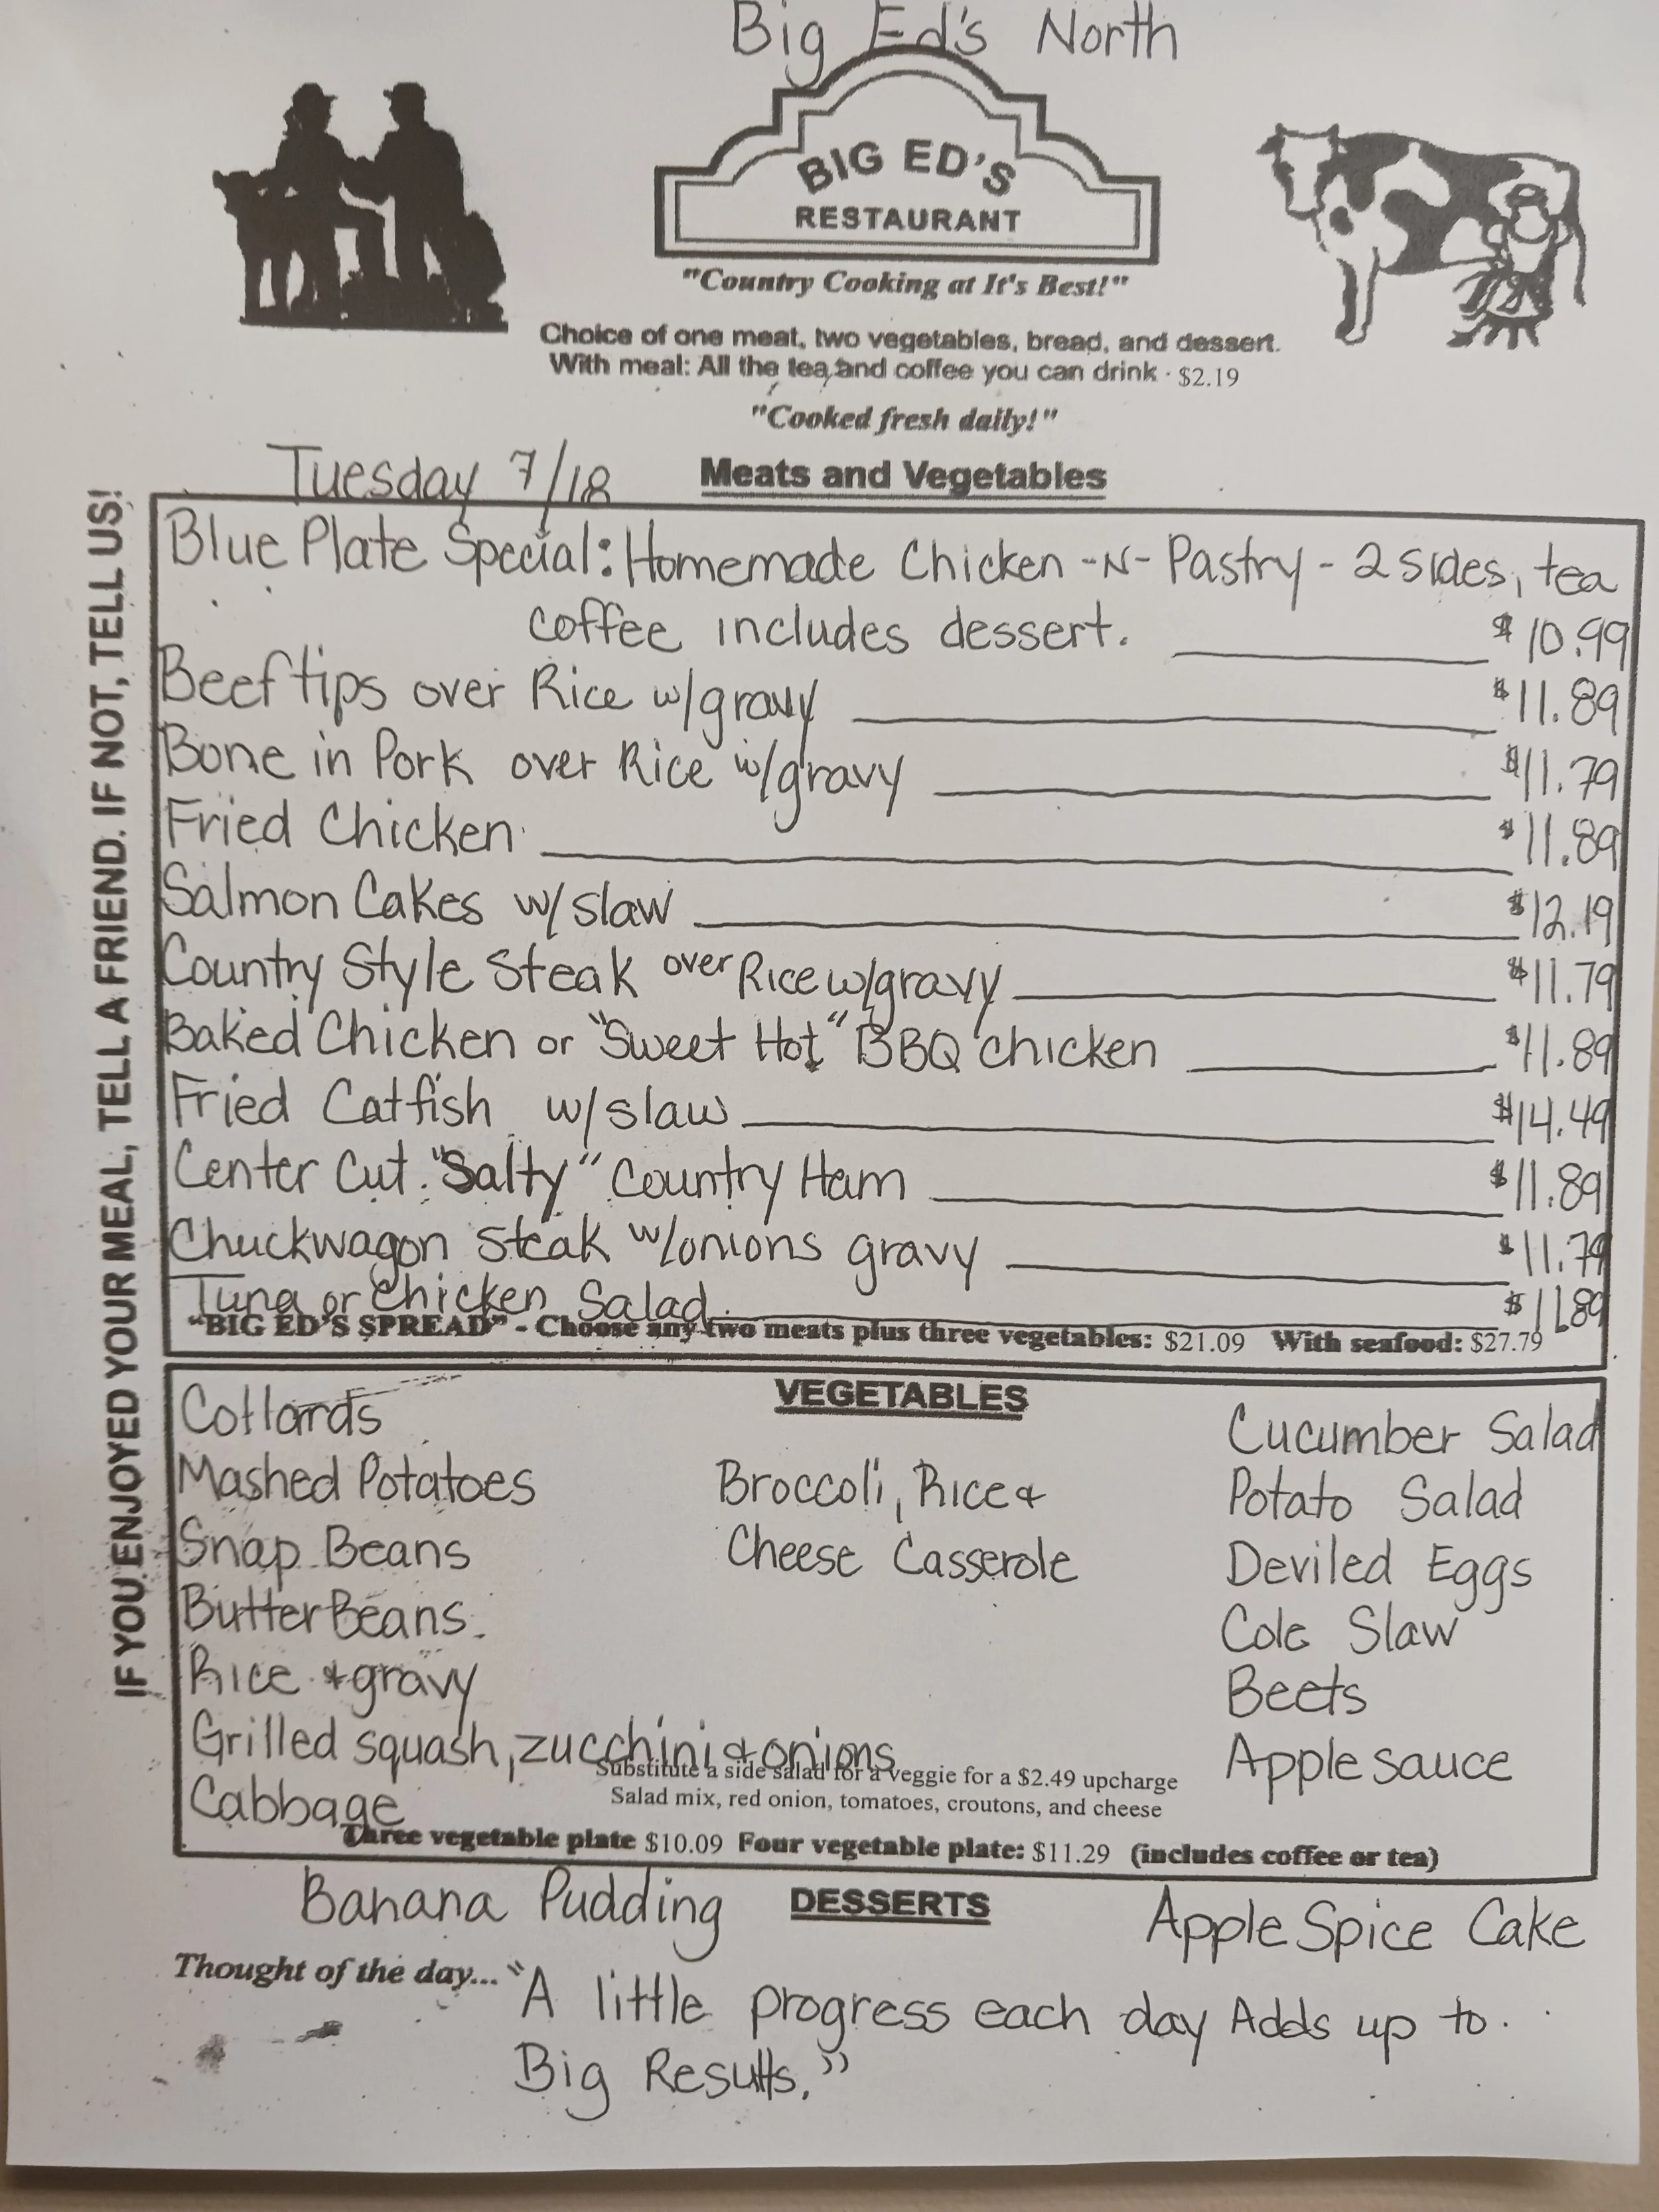 Big Ed's North
BIG ED'S
RESTAURANT
"Country Cooking at It's Best!"
Choice of one meat, two vegetables, bread, and dessert.
With meal: All the tea, and coffee you can drink · $2.19
"Cooked fresh daily!"
Tuesday 7/18
Meats and Vegetables
IF YOU ENJOYED YOUR MEAL, TELL A FRIEND. IF NOT, TELL US!
Blue Plate Special: Homemade Chicken -N- Pastry - 2 sides, tea
coffee includes dessert. $10.99
Beef tips over Rice w/gravy $11.89
Bone in Pork over Rice w/gravy $11.79
Fried Chicken $11.89
Salmon Cakes w/ slaw $12.19
Country Style Steak over Rice w/gravy $11.79
Baked Chicken or "Sweet Hot" BBQ chicken $11.89
Fried Catfish w/slaw $14.49
Center Cut "Salty" Country Ham $11.89
Chuckwagon steak w/onions gravy $11.79
Tuna or Chicken Salad $11.89
"BIG ED'S SPREAD" - Choose any two meats plus three vegetables: $21.09 With seafood: $27.79
VEGETABLES
Collards
Mashed Potatoes
Snap Beans
Butter Beans
Rice & gravy
Grilled squash, zucchini & onions
Cabbage
Broccoli, Rice &
Cheese Casserole
Cucumber Salad
Potato Salad
Deviled Eggs
Cole Slaw
Beets
Applesauce
Substitute a side salad for a veggie for a $2.49 upcharge
Salad mix, red onion, tomatoes, croutons, and cheese
Three vegetable plate $10.09 Four vegetable plate: $11.29 (includes coffee or tea)
DESSERTS
Banana Pudding
Apple Spice Cake
Thought of the day... "A little progress each day Adds up to
Big Results."